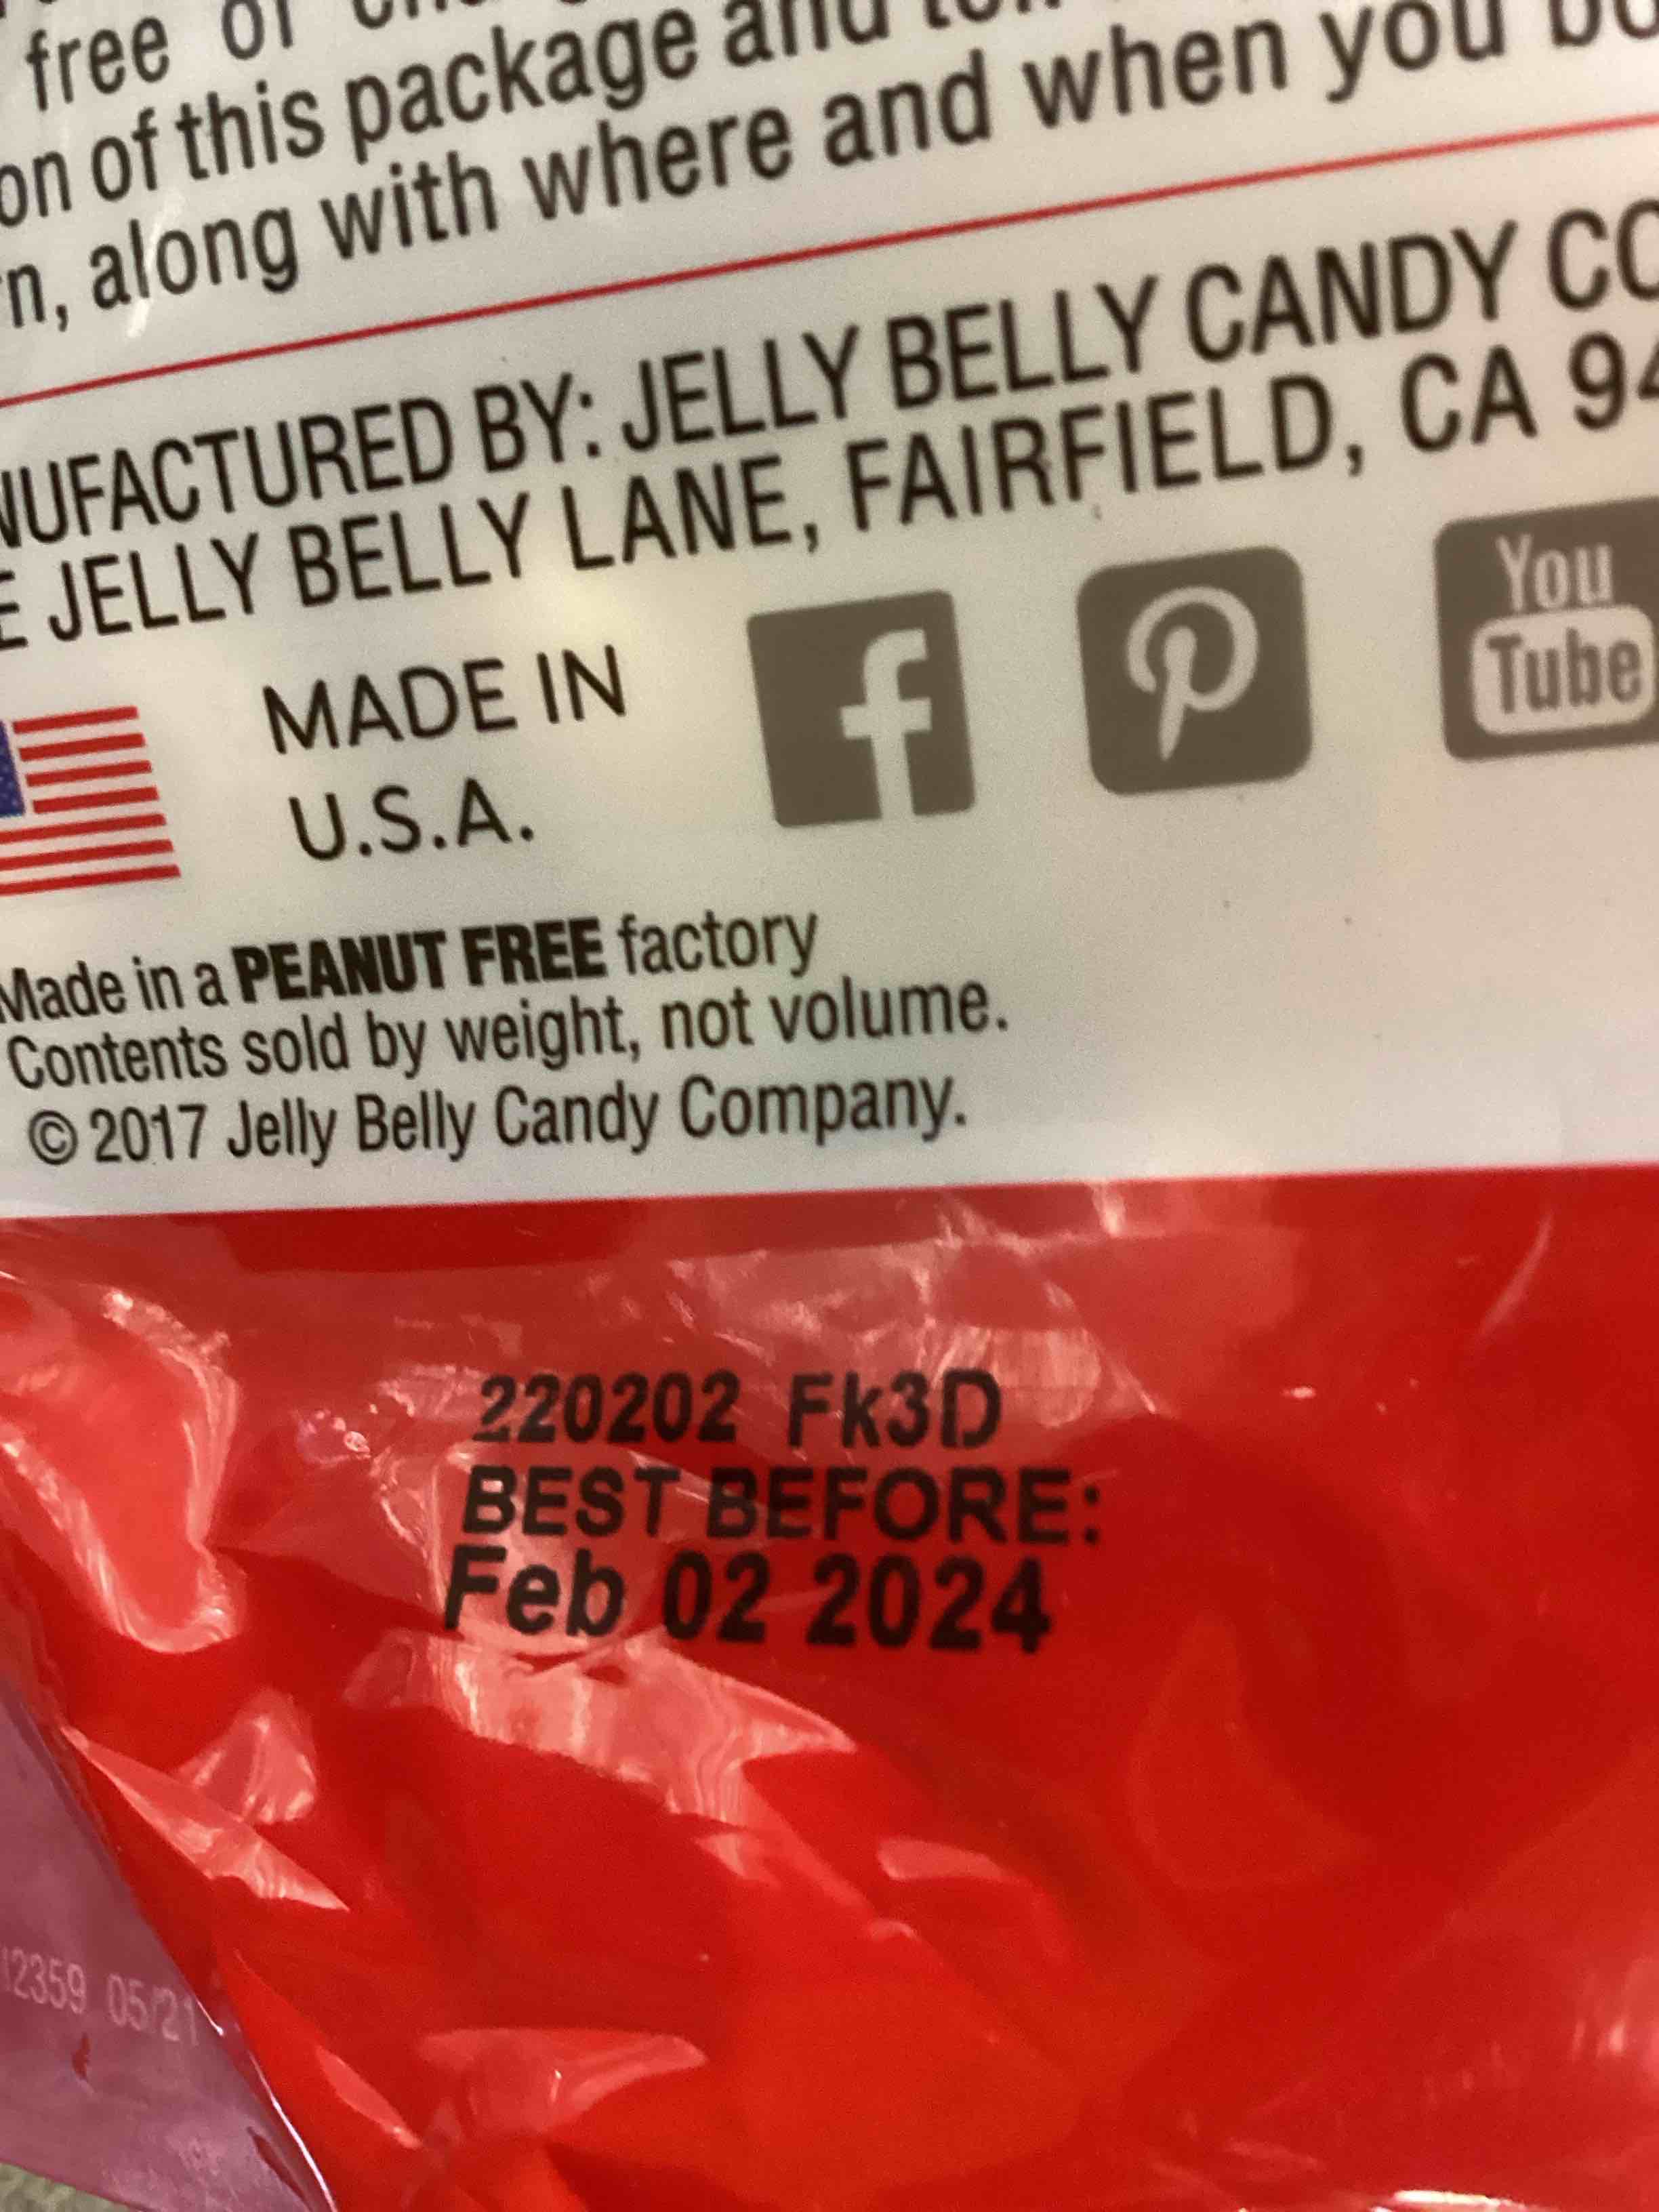 free of
on of this package and
n, along with where and when you
NUFACTURED BY: JELLY BELLY CANDY CO
E JELLY BELLY LANE, FAIRFIELD, CA 94
MADE IN
U.S.A.
f
You
Tube
Made in a PEANUT FREE factory
Contents sold by weight, not volume.
© 2017 Jelly Belly Candy Company.
220202 Fk3D
BEST BEFORE:
Feb 02 2024
12359 05/21